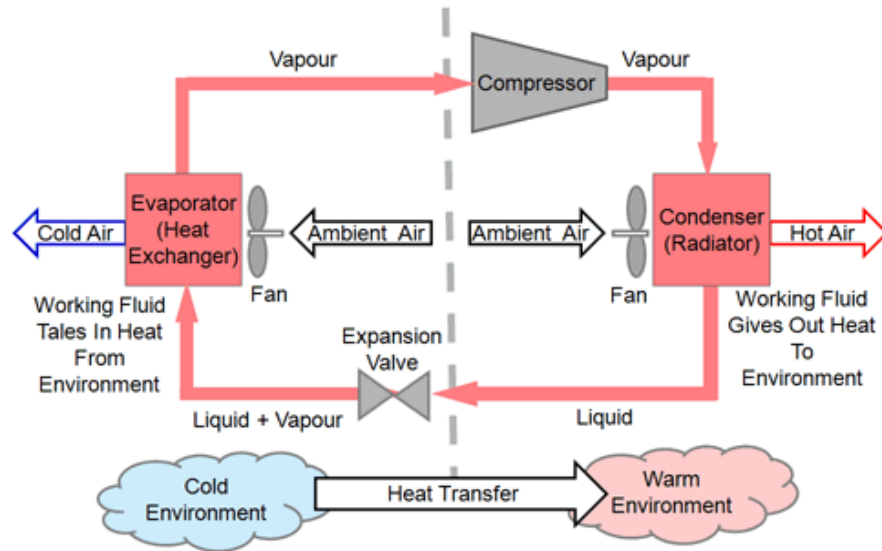 Vapour
Compressor
Vapour
Evaporator
(Heat
Exchanger)
Cold Air
Ambient Air
Fan
Ambient Air
Fan
Condenser
(Radiator)
Hot Air
Working Fluid
Tales In Heat
From
Environment
Expansion
Valve
Working Fluid
Gives Out Heat
To
Environment
Liquid + Vapour
Liquid
Cold
Environment
Heat Transfer
Warm
Environment